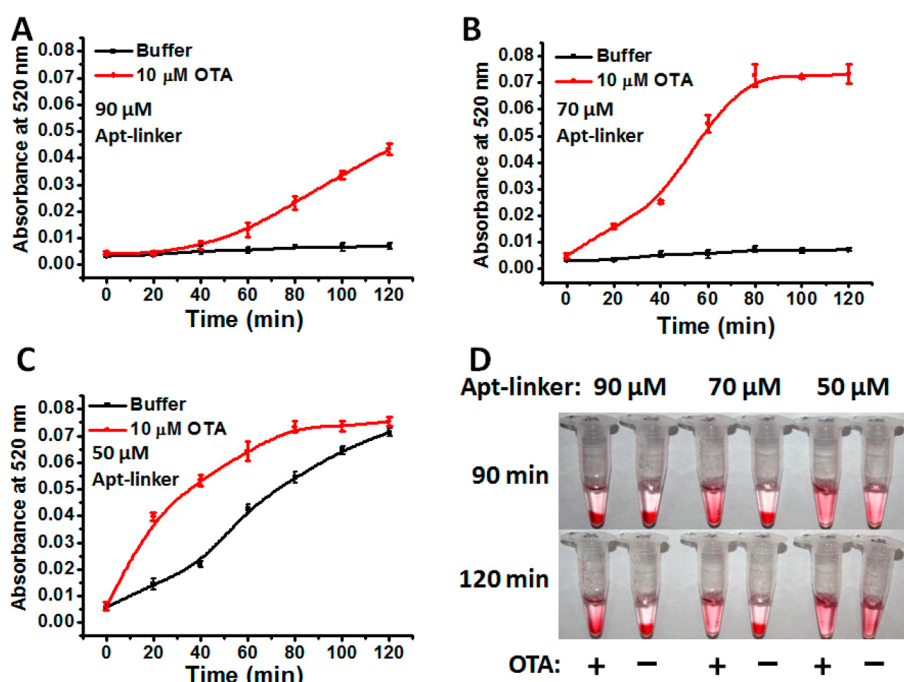 A
Absorbance at 520 nm
0.08
0.07
0.06
0.05
0.04
0.03
0.02
0.01
0.00
Buffer
10 μM OTA
90 μM
Apt-linker
0 20 40 60 80 100 120
Time (min)
B
Absorbance at 520 nm
0.08
0.07
0.06
0.05
0.04
0.03
0.02
0.01
0.00
Buffer
10 μM OTA
70 μM
Apt-linker
0 20 40 60 80 100 120
Time (min)
C
Absorbance at 520 nm
0.08
0.07
0.06
0.05
0.04
0.03
0.02
0.01
0.00
Buffer
10 μM OTA
50 μM
Apt-linker
0 20 40 60 80 100 120
Time (min)
D
Apt-linker: 90 μM 70 μM 50 μM
90 min
120 min
OTA: + − + − + −